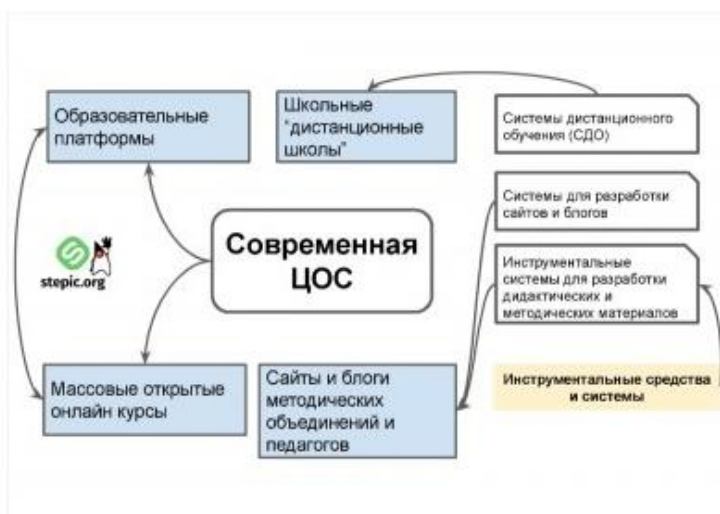 Образовательные
платформы
Школьные
"дистанционные
школы"
Системы дистанционного
обучения (СДО)
Системы для разработки
сайтов и блогов
Современная
ЦОС
Инструментальные
системы для разработки
дидактических и
методических материалов
stepic.org
Массовые открытые
онлайн курсы
Сайты и блоги
методических
объединений и
педагогов
Инструментальные средства
и системы